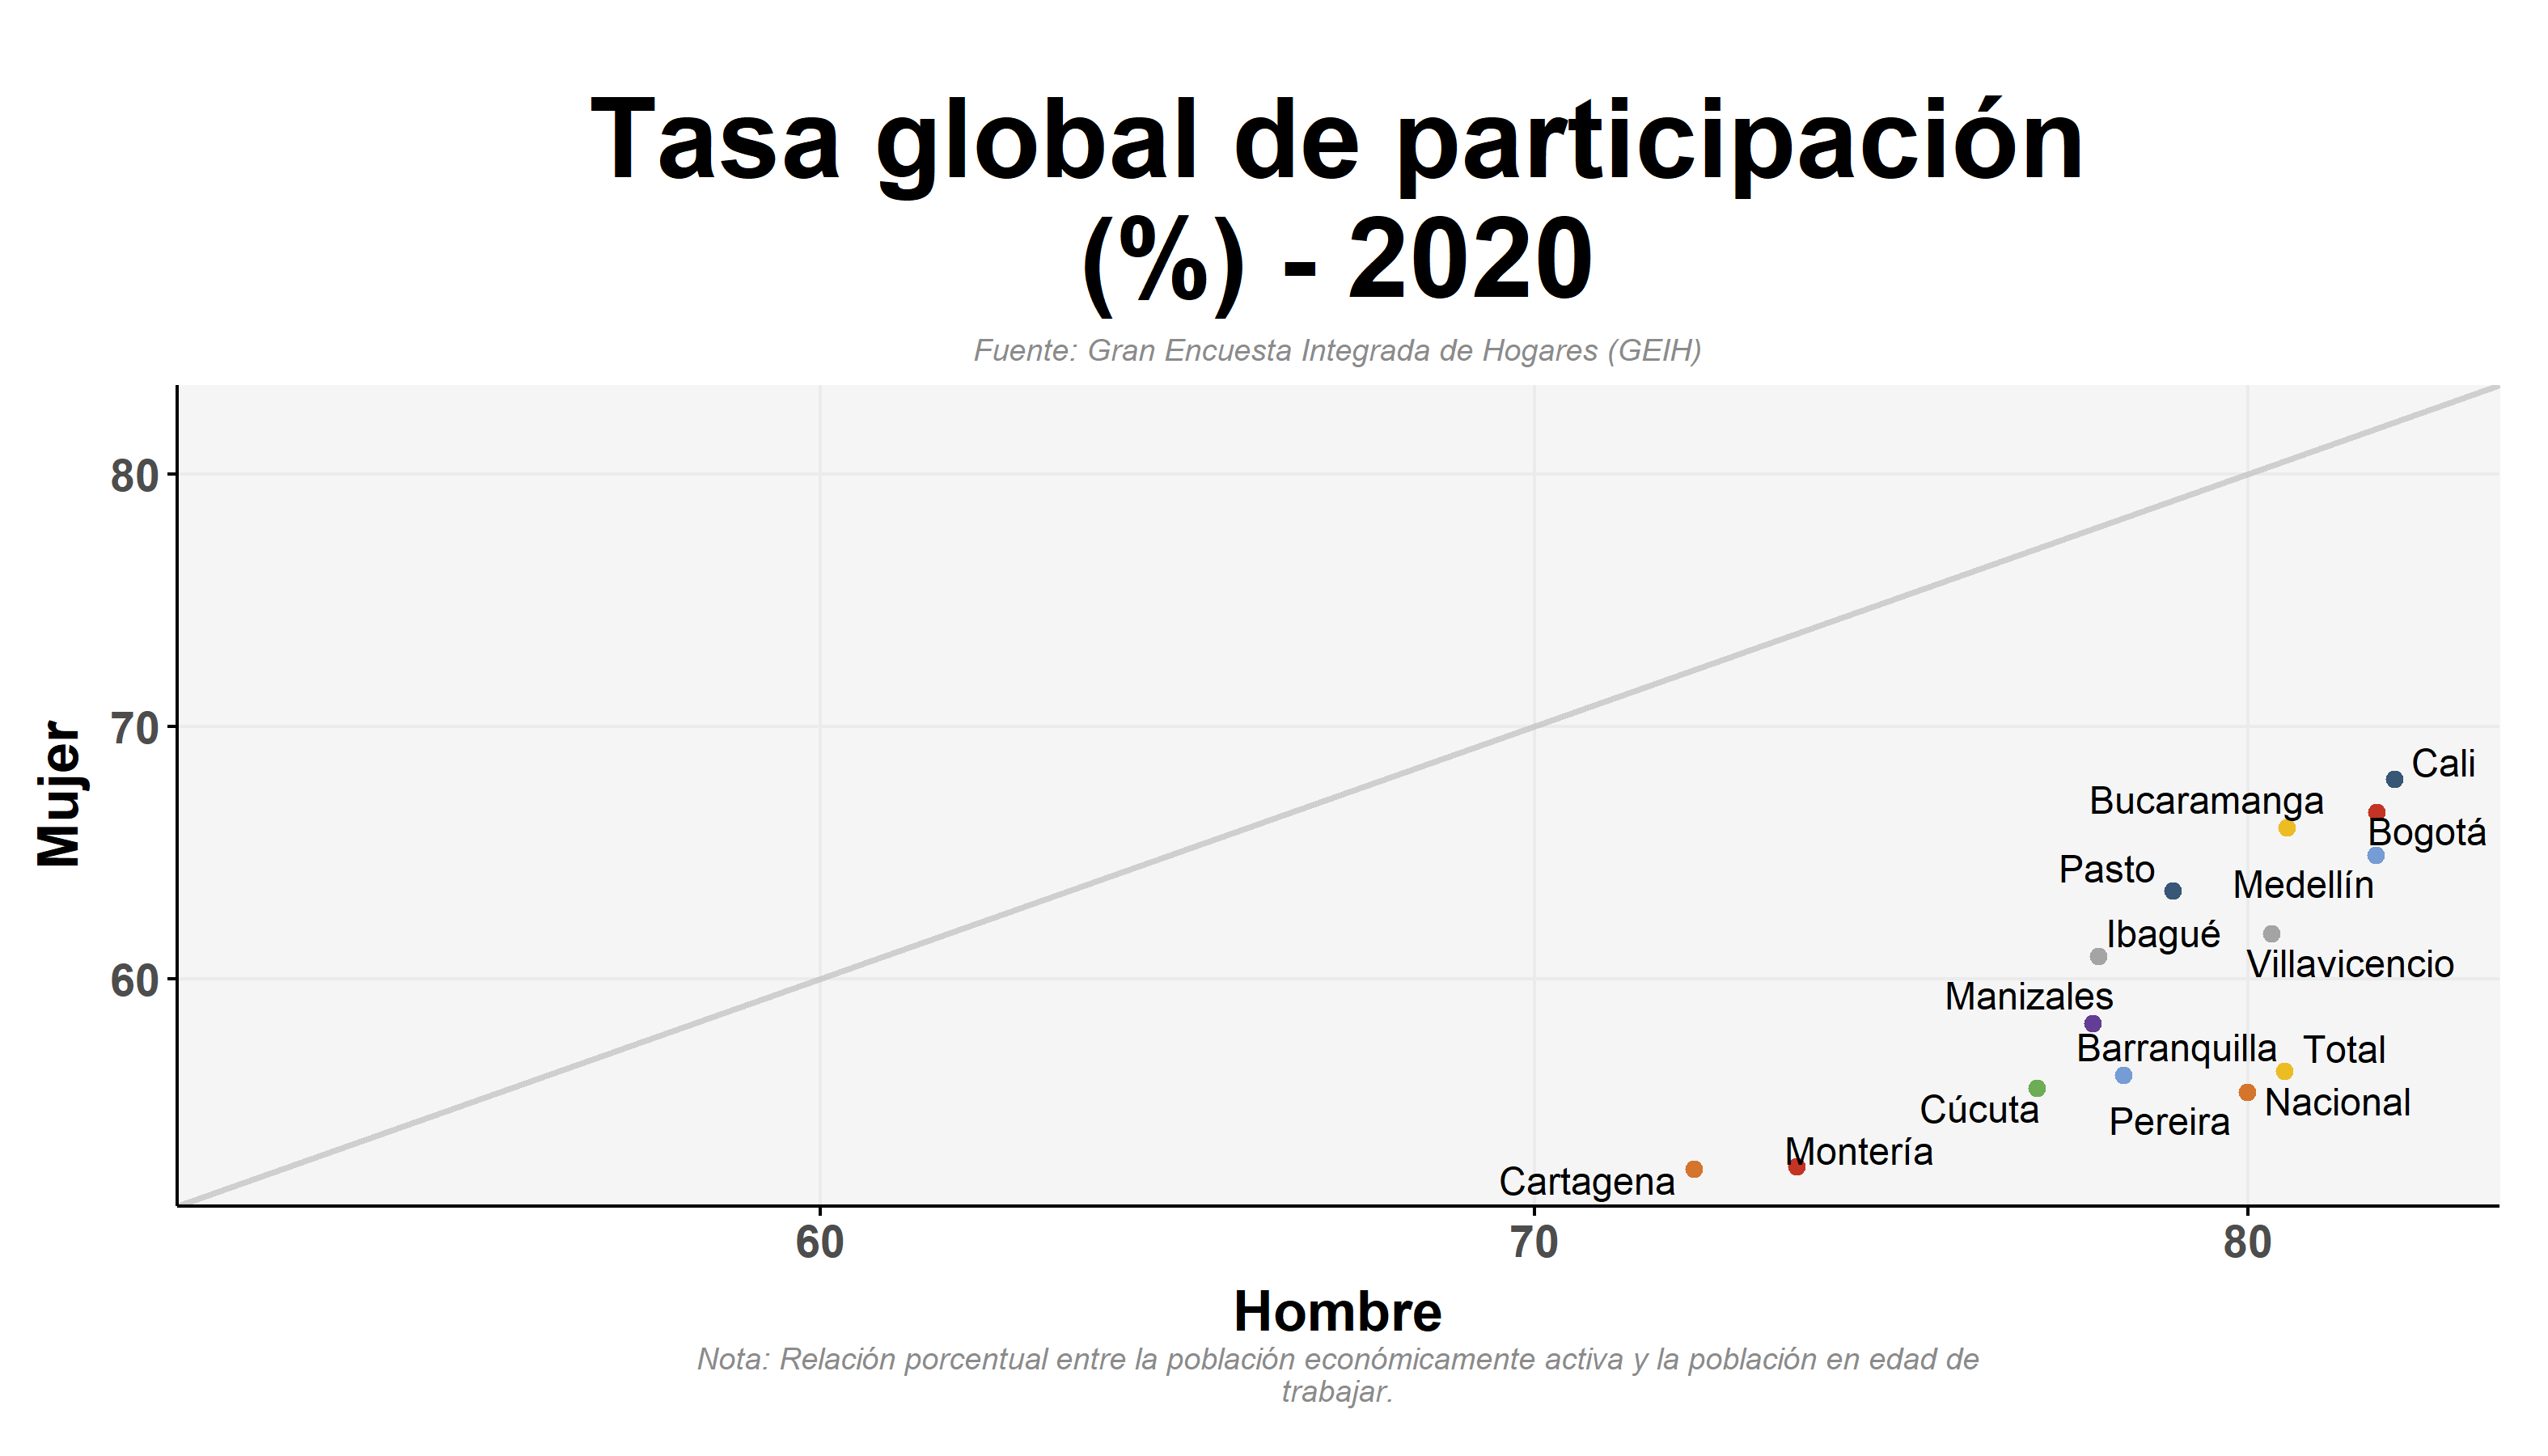 Tasa global de participación
(%) - 2020
Fuente: Gran Encuesta Integrada de Hogares (GEIH)
80
70
60
Mujer
Cali
Bucaramanga
Bogotá
Pasto
Medellín
Ibagué
Villavicencio
Manizales
Barranquilla
Total
Nacional
Cúcuta
Pereira
Montería
Cartagena
60
70
80
Hombre
Nota: Relación porcentual entre la población económicamente activa y la población en edad de
trabajar.